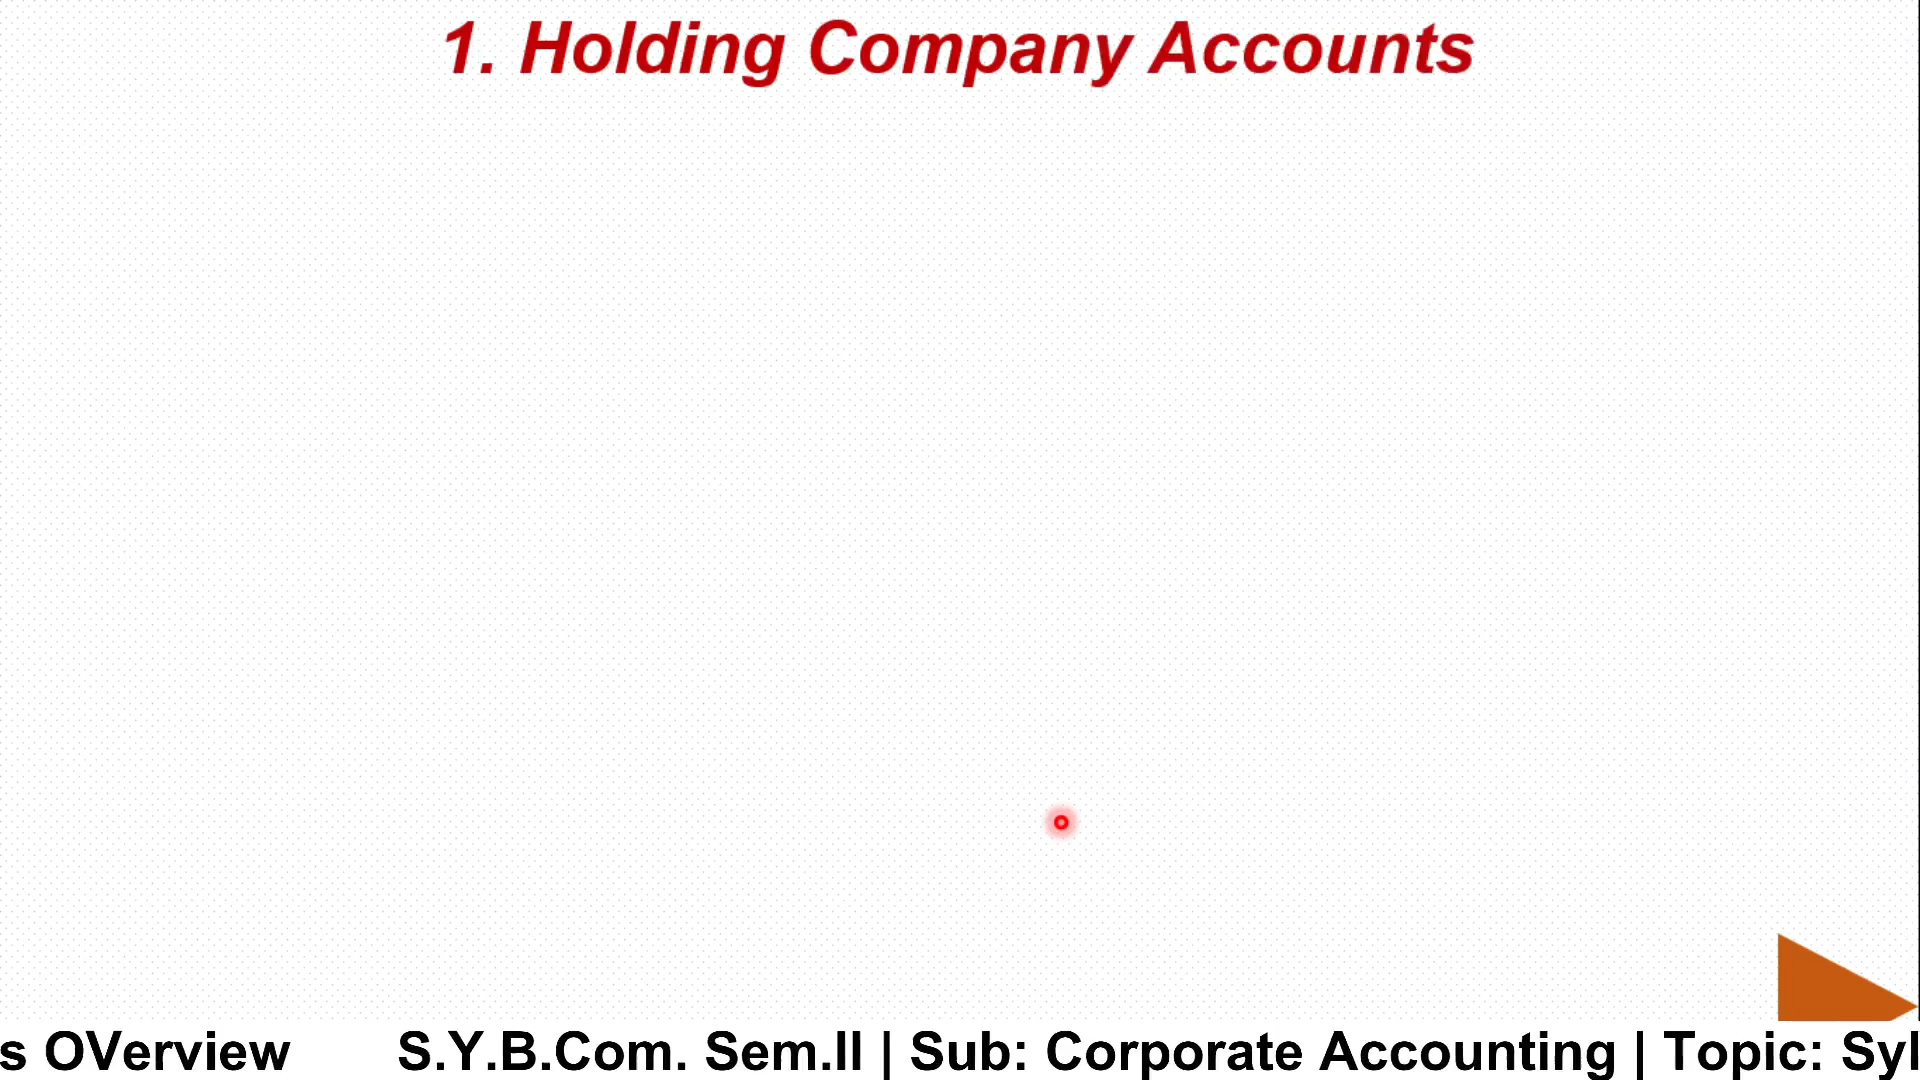 1. Holding Company Accounts
s OVerview S.Y.B.Com. Sem.II | Sub: Corporate Accounting | Topic: Syl